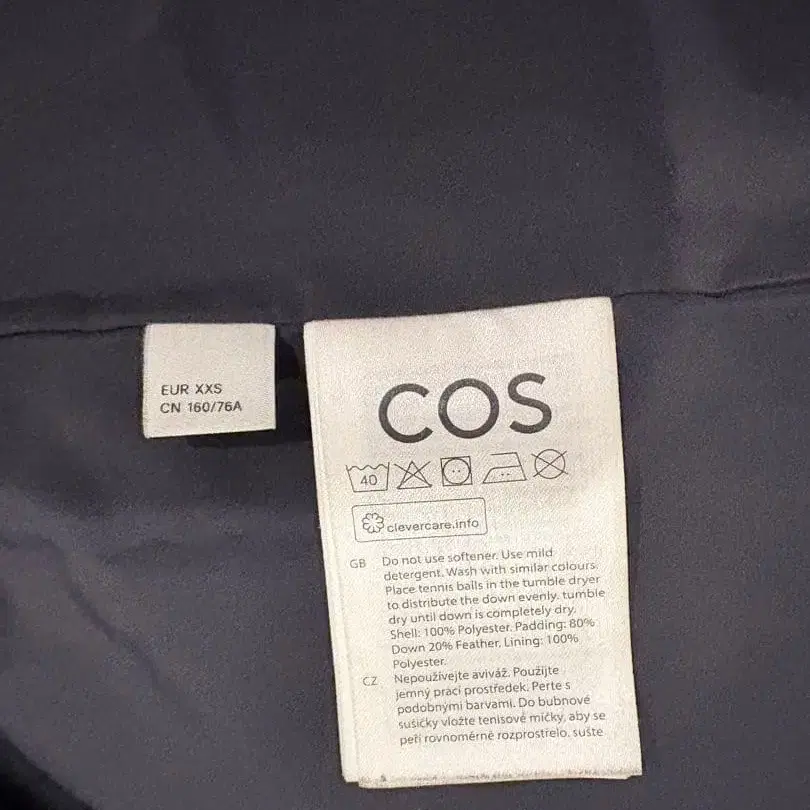 EUR XXS
CN 160/76A
COS
40
clevercare.info
GB Do not use softener. Use mild
detergent. Wash with similar colours.
Place tennis balls in the tumble dryer
to distribute the down evenly. tumble
dry until down is completely dry.
Shell: 100% Polyester. Padding: 80%
Down 20% Feather. Lining: 100%
Polyester.
CZ Nepoužívejte aviváž. Použijte
jemný prací prostředek. Perte s
podobnými barvami. Do bubnové
sušičky vložte tenisové míčky, aby se
peří rovnoměrně rozprostřelo. sušte